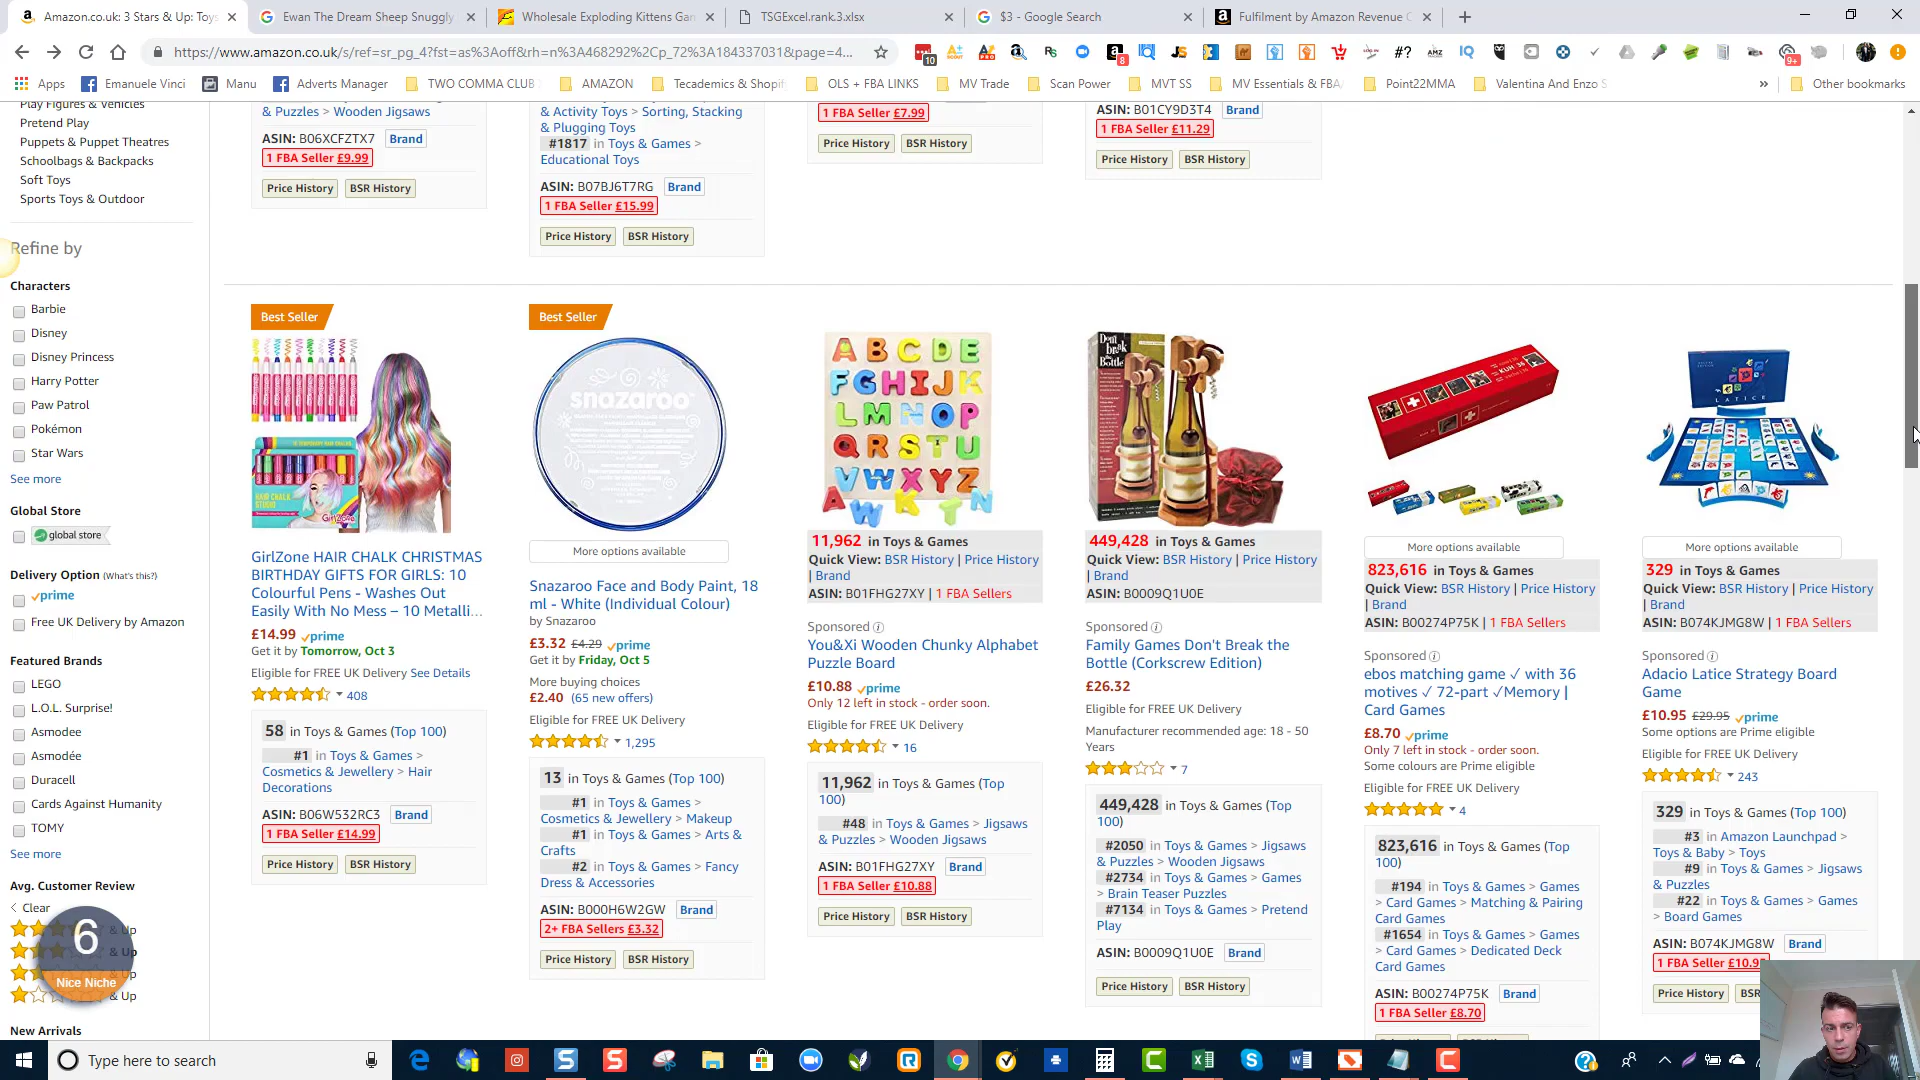 Amazon.co.uk: 3 Stars & Up: Toys
Ewan The Dream Sheep Snuggly
Wholesale Exploding Kittens Gan
TSGExcel.rank.3.xlsx
$3 - Google Search
Fulfilment by Amazon Revenue C
https://www.amazon.co.uk/s/ref=sr_pg_4?fst=as%3Aoff&rh=n%3A468292%2Cp_72%3A184337031&page=4...
Apps
Emanuele Vinci
Manu
Adverts Manager
TWO COMMA CLUB
AMAZON
Tecademics & Shopif
OLS + FBA LINKS
MV Trade
Scan Power
MVT SS
MV Essentials & FBA
Point22MMA
Valentina And Enzo S
Other bookmarks
Play Figures & Vehicles
Pretend Play
Puppets & Puppet Theatres
Schoolbags & Backpacks
Soft Toys
Sports Toys & Outdoor
Refine by
Characters
Barbie
Disney
Disney Princess
Harry Potter
Paw Patrol
Pokémon
Star Wars
See more
Global Store
global store
Delivery Option (What's this?)
prime
Free UK Delivery by Amazon
Featured Brands
LEGO
L.O.L. Surprise!
Asmodee
Asmodée
Duracell
Cards Against Humanity
TOMY
See more
Avg. Customer Review
< Clear
& Up
& Up
& Up
& Up
6
Nice Niche
New Arrivals
& Puzzles > Wooden Jigsaws
ASIN: B06XCFZTX7 Brand
1 FBA Seller £9.99
Price History BSR History
& Activity Toys > Sorting, Stacking
& Plugging Toys
#1817 in Toys & Games >
Educational Toys
ASIN: B07BJ6T7RG Brand
1 FBA Seller £15.99
Price History BSR History
1 FBA Seller £7.99
Price History BSR History
ASIN: B01CY9D3T4 Brand
1 FBA Seller £11.29
Price History BSR History
Best Seller
GirlZone HAIR CHALK CHRISTMAS
BIRTHDAY GIFTS FOR GIRLS: 10
Colourful Pens - Washes Out
Easily With No Mess – 10 Metalli...
£14.99 prime
Get it by Tomorrow, Oct 3
Eligible for FREE UK Delivery See Details
408
58 in Toys & Games (Top 100)
#1 in Toys & Games >
Cosmetics & Jewellery > Hair
Decorations
ASIN: B06W532RC3 Brand
1 FBA Seller £14.99
Price History BSR History
Best Seller
snazaroo
More options available
Snazaroo Face and Body Paint, 18
ml - White (Individual Colour)
by Snazaroo
£3.32 £4.29 prime
Get it by Friday, Oct 5
More buying choices
£2.40 (65 new offers)
Eligible for FREE UK Delivery
1,295
13 in Toys & Games (Top 100)
#1 in Toys & Games >
Cosmetics & Jewellery > Makeup
#1 in Toys & Games > Arts &
Crafts
#2 in Toys & Games > Fancy
Dress & Accessories
ASIN: B000H6W2GW Brand
2+ FBA Sellers £3.32
Price History BSR History
ABCDE
FGHIJK
LMNOP
QRSTU
VWXYZ
11,962 in Toys & Games
Quick View: BSR History | Price History
| Brand
ASIN: B01FHG27XY | 1 FBA Sellers
Sponsored
You&Xi Wooden Chunky Alphabet
Puzzle Board
£10.88 prime
Only 12 left in stock - order soon.
Eligible for FREE UK Delivery
16
11,962 in Toys & Games (Top
100)
#48 in Toys & Games > Jigsaws
& Puzzles > Wooden Jigsaws
ASIN: B01FHG27XY Brand
1 FBA Seller £10.88
Price History BSR History
Don't
break
the
Bottle
449,428 in Toys & Games
Quick View: BSR History | Price History
| Brand
ASIN: B0009Q1U0E
Sponsored
Family Games Don't Break the
Bottle (Corkscrew Edition)
£26.32
Eligible for FREE UK Delivery
Manufacturer recommended age: 18 - 50
Years
7
449,428 in Toys & Games (Top
100)
#2050 in Toys & Games > Jigsaws
& Puzzles > Wooden Jigsaws
#2734 in Toys & Games > Games
> Brain Teaser Puzzles
#7134 in Toys & Games > Pretend
Play
ASIN: B0009Q1U0E Brand
Price History BSR History
More options available
823,616 in Toys & Games
Quick View: BSR History | Price History
| Brand
ASIN: B00274P75K | 1 FBA Sellers
Sponsored
ebos matching game ✓ with 36
motives ✓ 72-part ✓Memory |
Card Games
£8.70 prime
Only 7 left in stock - order soon.
Some colours are Prime eligible
Eligible for FREE UK Delivery
4
823,616 in Toys & Games (Top
100)
#194 in Toys & Games > Games
> Card Games > Matching & Pairing
Card Games
#1654 in Toys & Games > Games
> Card Games > Dedicated Deck
Card Games
ASIN: B00274P75K Brand
1 FBA Seller £8.70
LATICE
More options available
329 in Toys & Games
Quick View: BSR History | Price History
| Brand
ASIN: B074KJMG8W | 1 FBA Sellers
Sponsored
Adacio Latice Strategy Board
Game
£10.95 £29.95 prime
Some options are Prime eligible
Eligible for FREE UK Delivery
243
329 in Toys & Games (Top 100)
#3 in Amazon Launchpad >
Toys & Baby > Toys
#9 in Toys & Games > Jigsaws
& Puzzles
#22 in Toys & Games > Games
> Board Games
ASIN: B074KJMG8W Brand
1 FBA Seller £10.9
Price History BSR
Type here to search